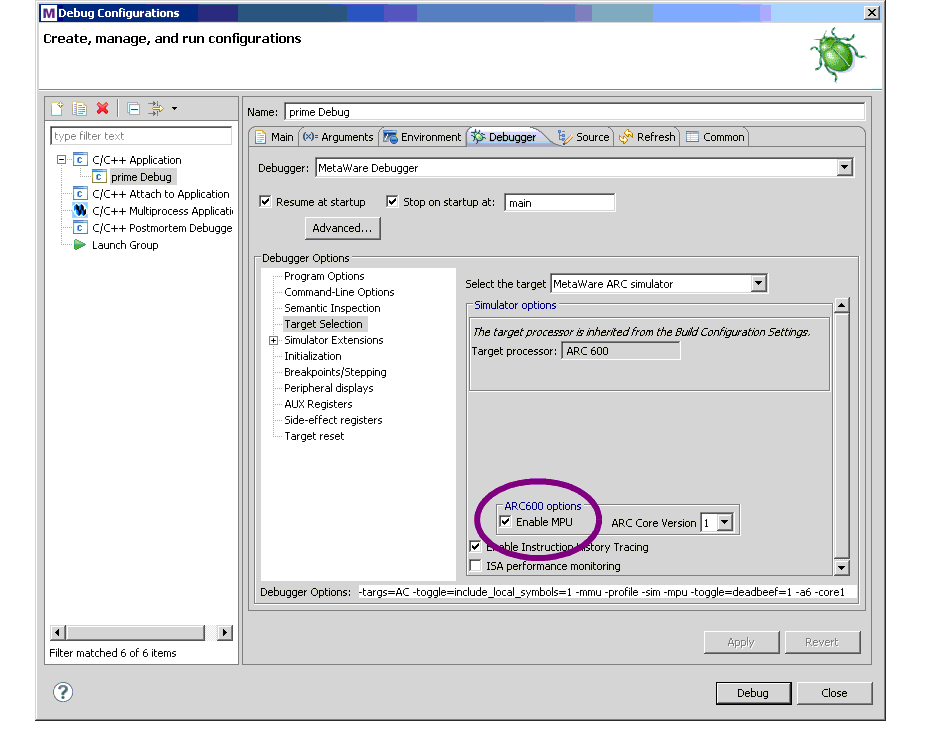 M Debug Configurations
Create, manage, and run configurations
type filter text
C/C++ Application
prime Debug
C/C++ Attach to Application
C/C++ Multiprocess Applicati
C/C++ Postmortem Debugge
Launch Group
Filter matched 6 of 6 items
Name: prime Debug
Main (x)= Arguments Environment Debugger Source Refresh Common
Debugger: MetaWare Debugger
Resume at startup Stop on startup at: main
Advanced...
Debugger Options
Program Options
Command-Line Options
Semantic Inspection
Target Selection
Simulator Extensions
Initialization
Breakpoints/Stepping
Peripheral displays
AUX Registers
Side-effect registers
Target reset
Select the target MetaWare ARC simulator
Simulator options
The target processor is inherited from the Build Configuration Settings.
Target processor: ARC 600
ARC600 options
Enable MPU ARC Core Version 1
Enable Instruction History Tracing
ISA performance monitoring
Debugger Options: -targs=AC -toggle=include_local_symbols=1 -mmu -profile -sim -mpu -toggle=deadbeef=1 -a6 -core1
Apply Revert
? Debug Close